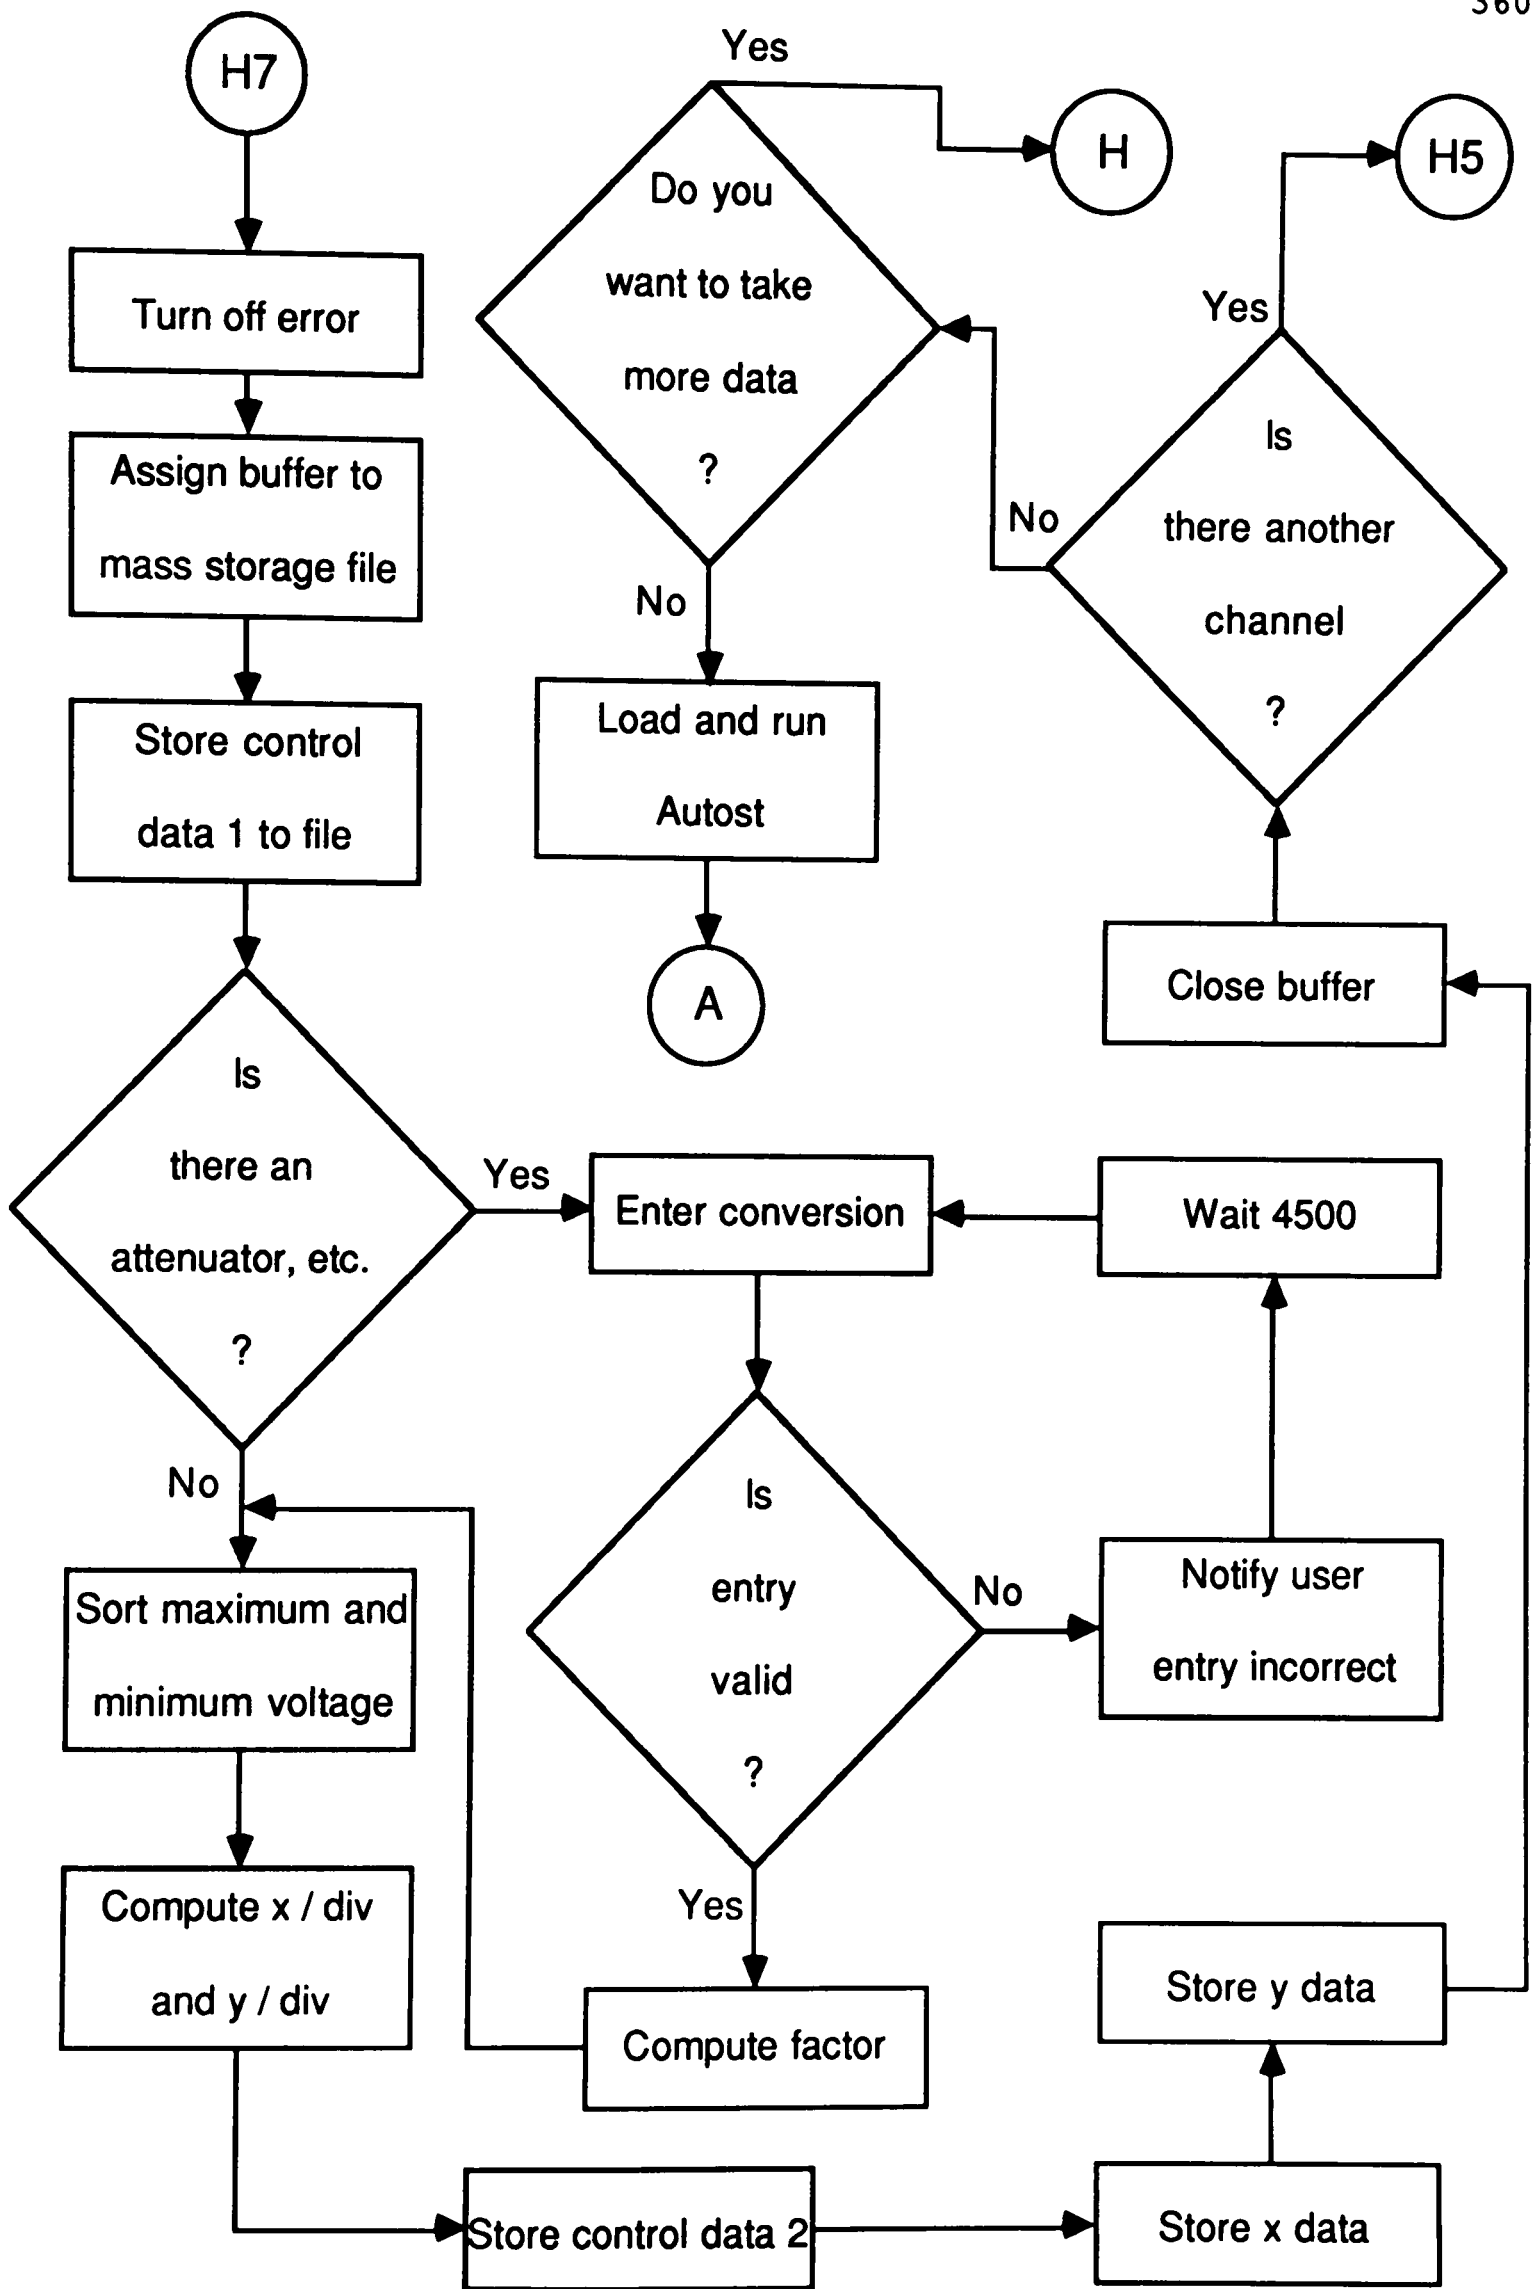 360
H7
Turn off error
Assign buffer to
mass storage file
Store control
data 1 to file
Is
there an
attenuator, etc.
?
Yes
No
Sort maximum and
minimum voltage
Compute x / div
and y / div
Store control data 2
Store x data
Store y data
Close buffer
Is
there another
channel
?
Yes
H5
No
Do you
want to take
more data
?
Yes
H
No
Load and run
Autost
A
Enter conversion
Is
entry
valid
?
No
Notify user
entry incorrect
Wait 4500
Yes
Compute factor